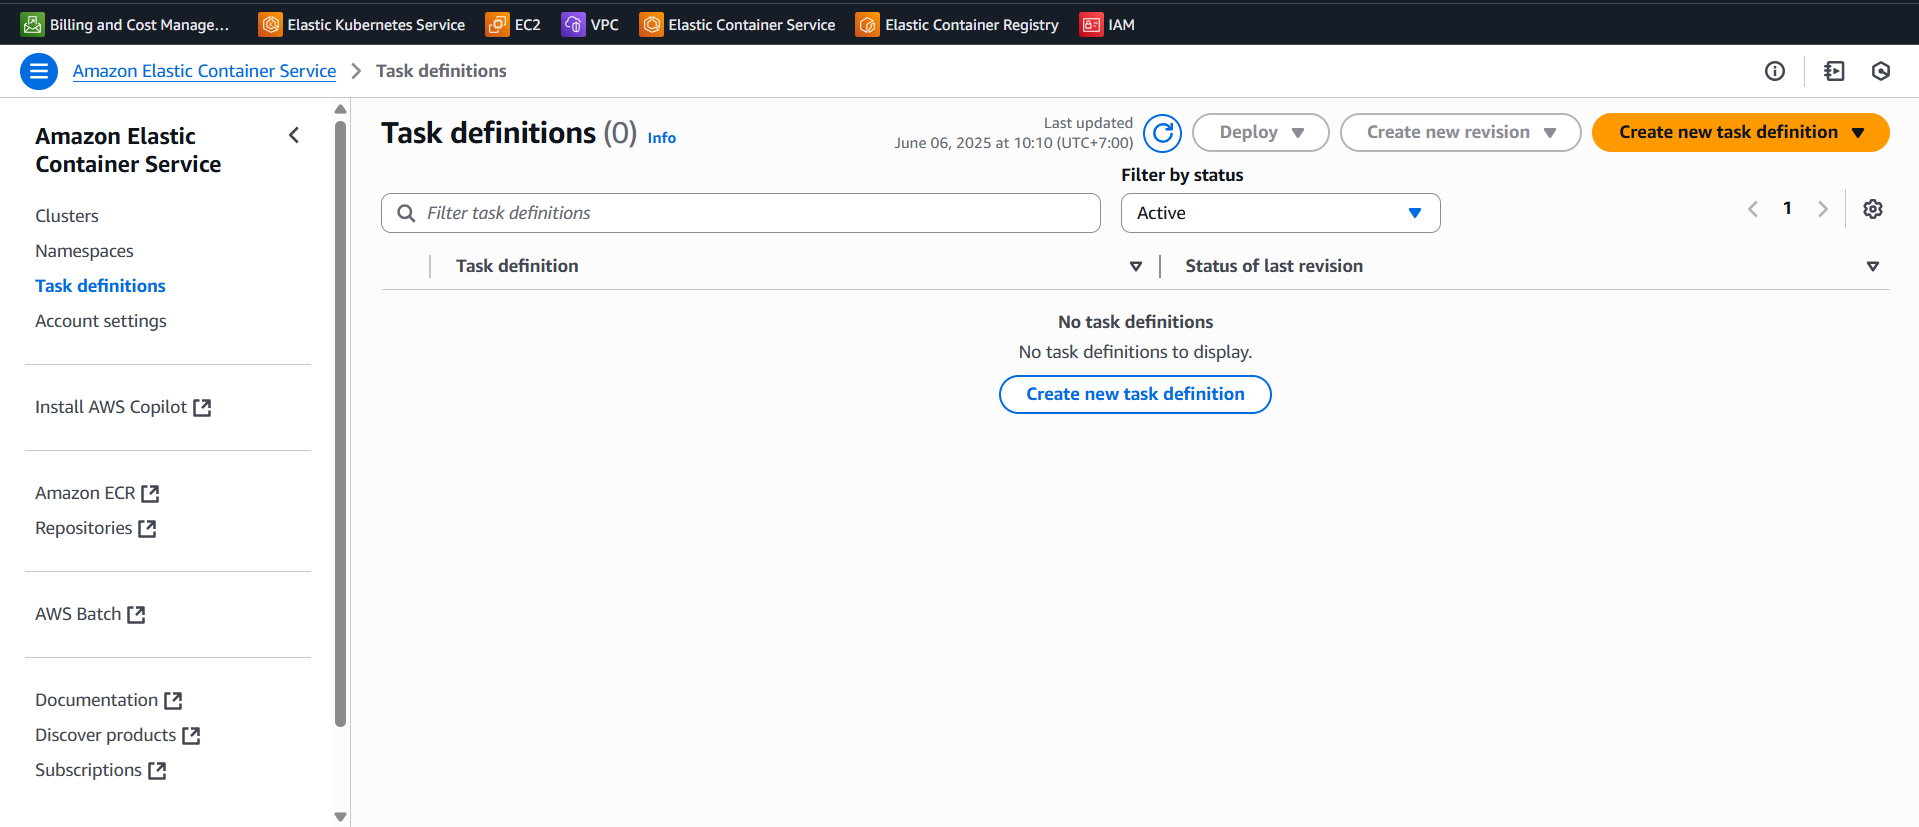 Billing and Cost Manage... Elastic Kubernetes Service EC2 VPC Elastic Container Service Elastic Container Registry IAM
Amazon Elastic Container Service > Task definitions
Amazon Elastic
Container Service
Clusters
Namespaces
Task definitions
Account settings
Install AWS Copilot
Amazon ECR
Repositories
AWS Batch
Documentation
Discover products
Subscriptions
Task definitions (0) Info
Last updated
June 06, 2025 at 10:10 (UTC+7:00)
Deploy
Create new revision
Create new task definition
Filter task definitions
Filter by status
Active
1
Task definition
Status of last revision
No task definitions
No task definitions to display.
Create new task definition